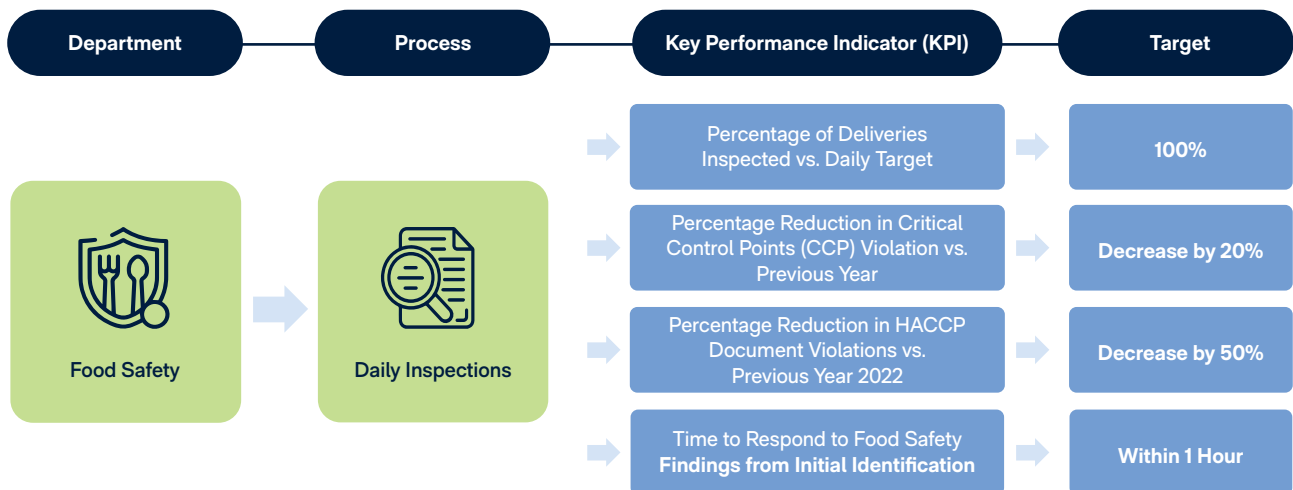 Department
Process
Key Performance Indicator (KPI)
Target
Food Safety
Daily Inspections
Percentage of Deliveries
Inspected vs. Daily Target
100%
Percentage Reduction in Critical
Control Points (CCP) Violation vs.
Previous Year
Decrease by 20%
Percentage Reduction in HACCP
Document Violations vs.
Previous Year 2022
Decrease by 50%
Time to Respond to Food Safety
Findings from Initial Identification
Within 1 Hour